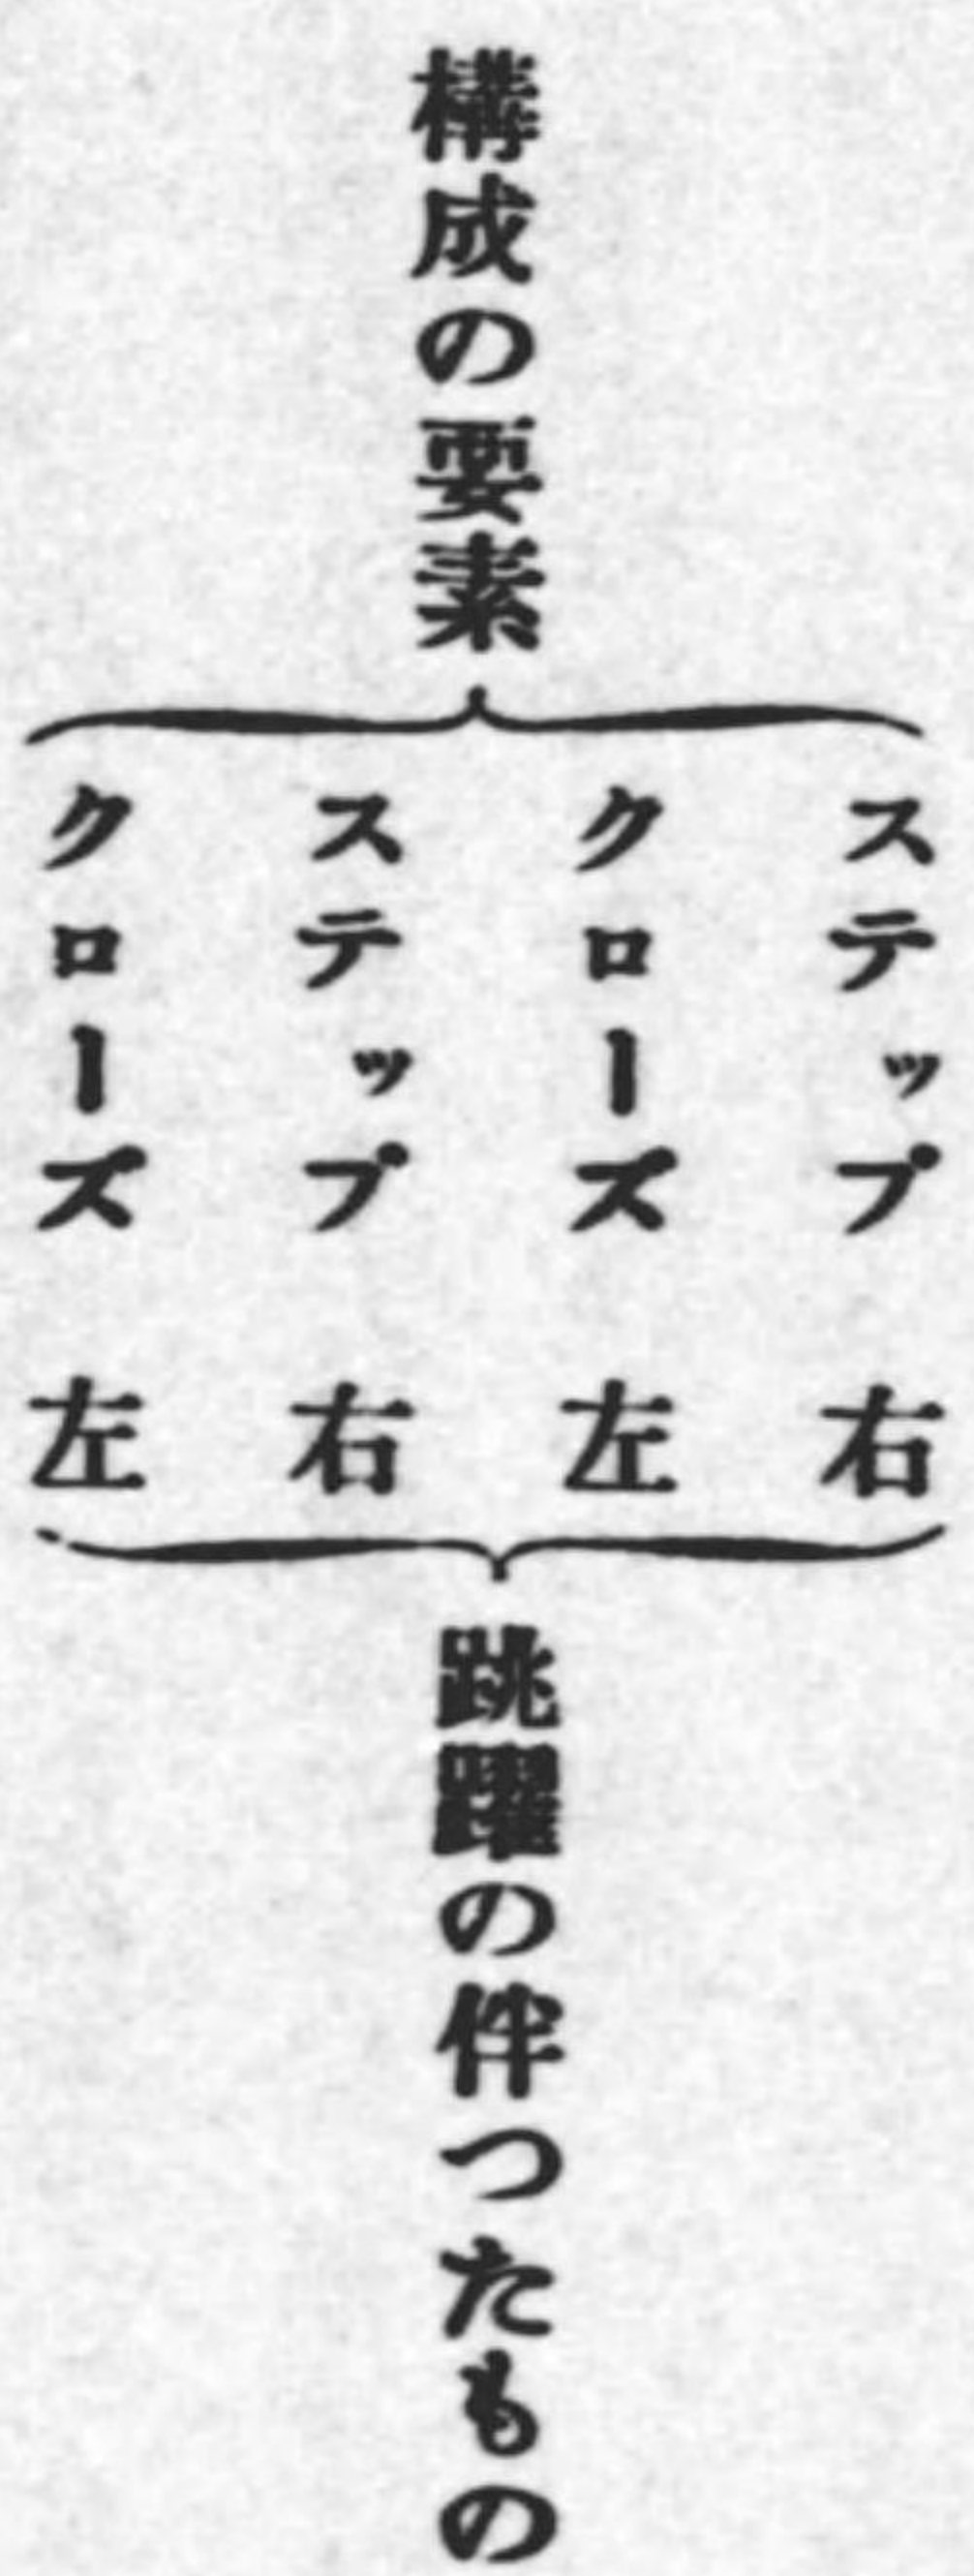 構成の要素
ステップ 右
クローズ 左
ステップ 右
クローズ 左
跳躍の伴つたもの